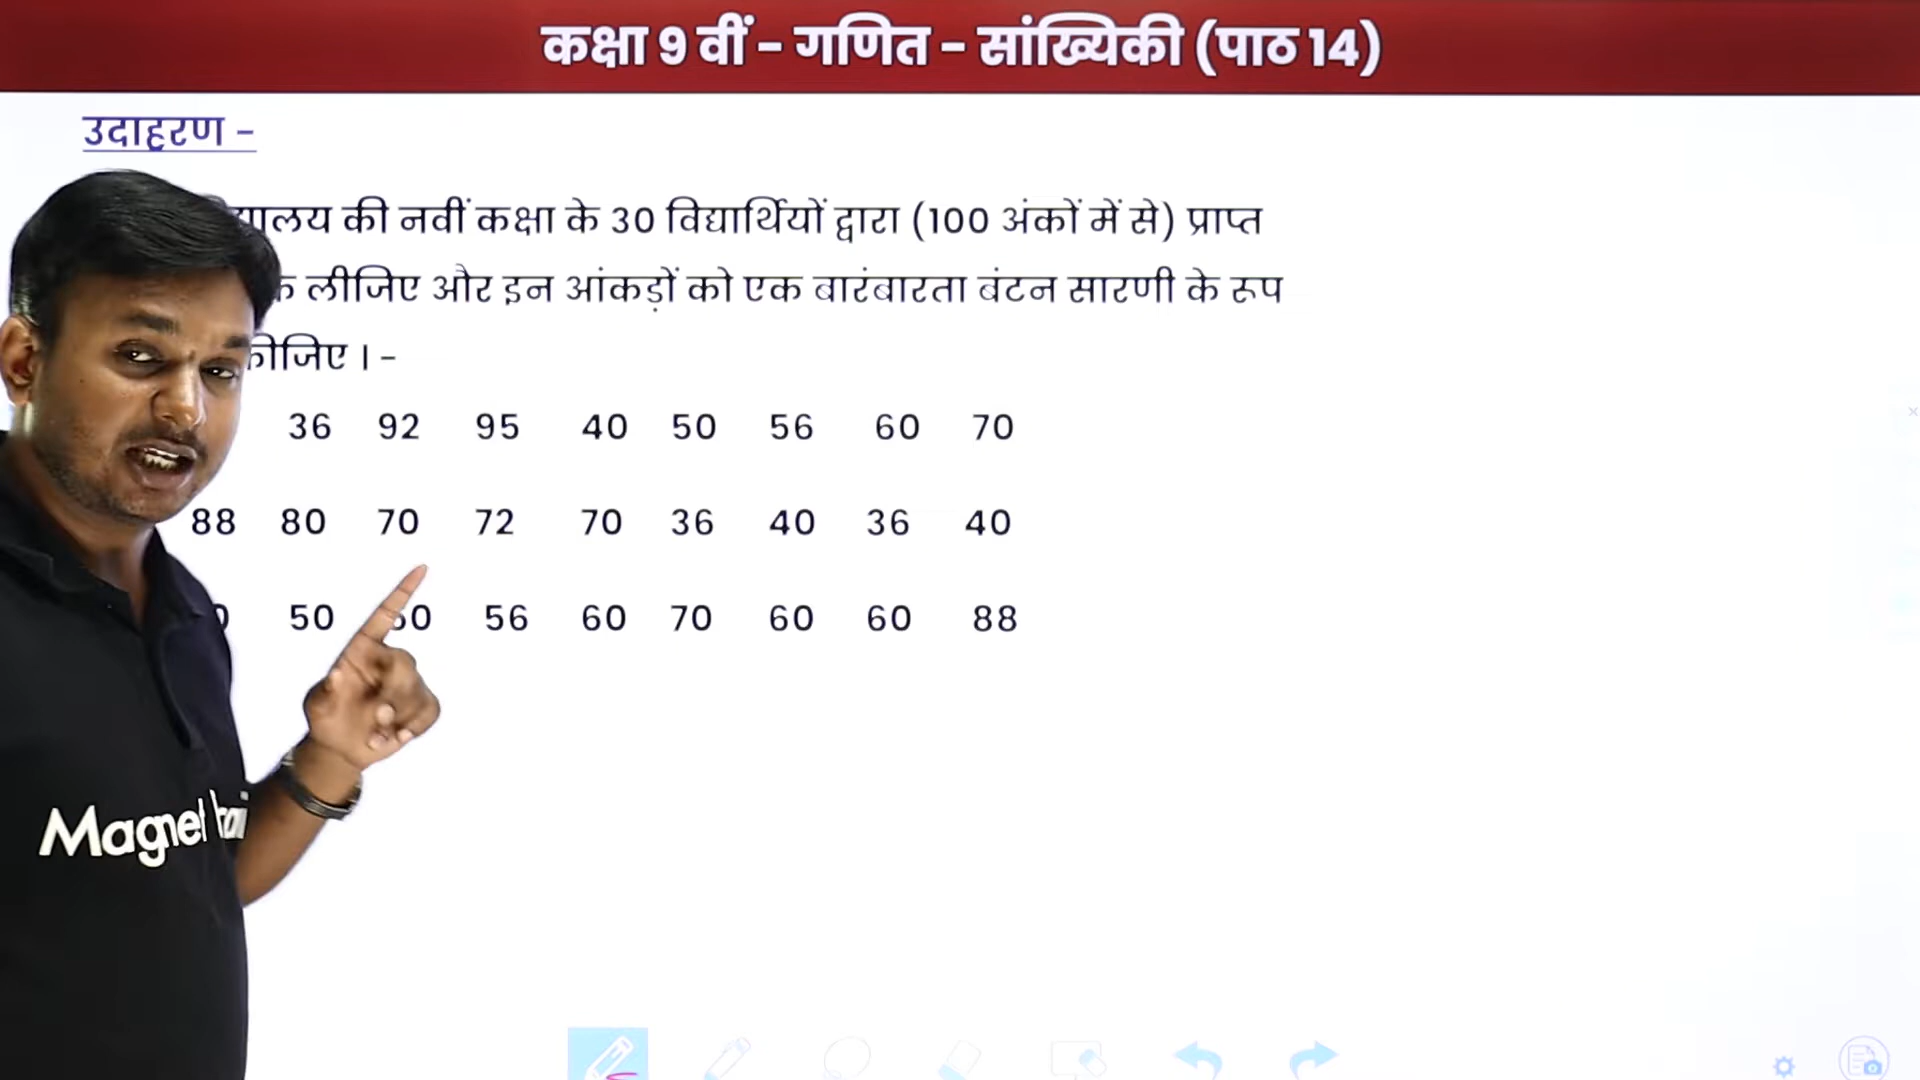 कक्षा 9 वीं - गणित - सांख्यिकी (पाठ 14)
उदाहरण -
की नवीं कक्षा के 30 विद्यार्थियों द्वारा (100 अंकों में से) प्राप्त
लीजिए और इन आंकड़ों को एक बारंबारता बंटन सारणी के रूप
। -
36 92 95 40 50 56 60 70
88 80 70 72 70 36 40 36 40
50 56 60 70 60 60 88
Magnet